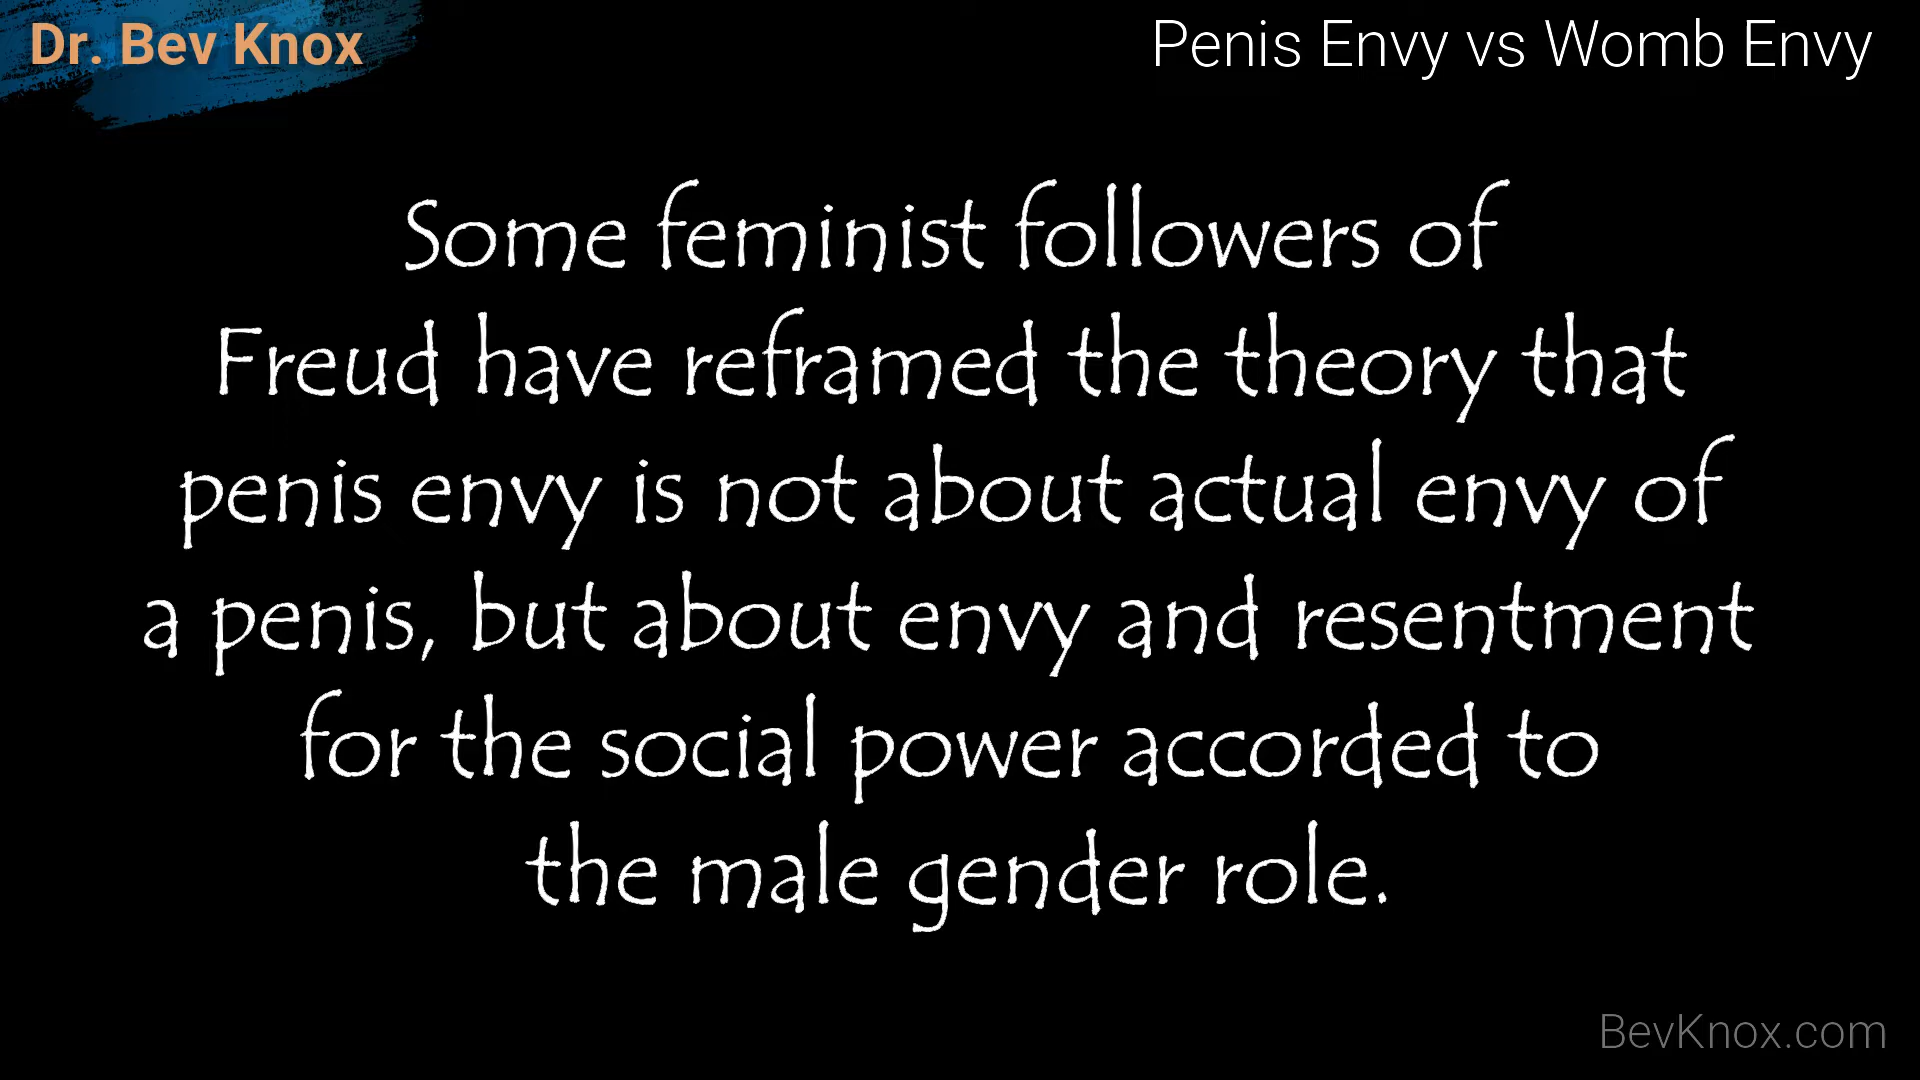 Dr. Bev Knox
Penis Envy vs Womb Envy
Some feminist followers of
Freud have reframed the theory that
penis envy is not about actual envy of
a penis, but about envy and resentment
for the social power accorded to
the male gender role.
BevKnox.com